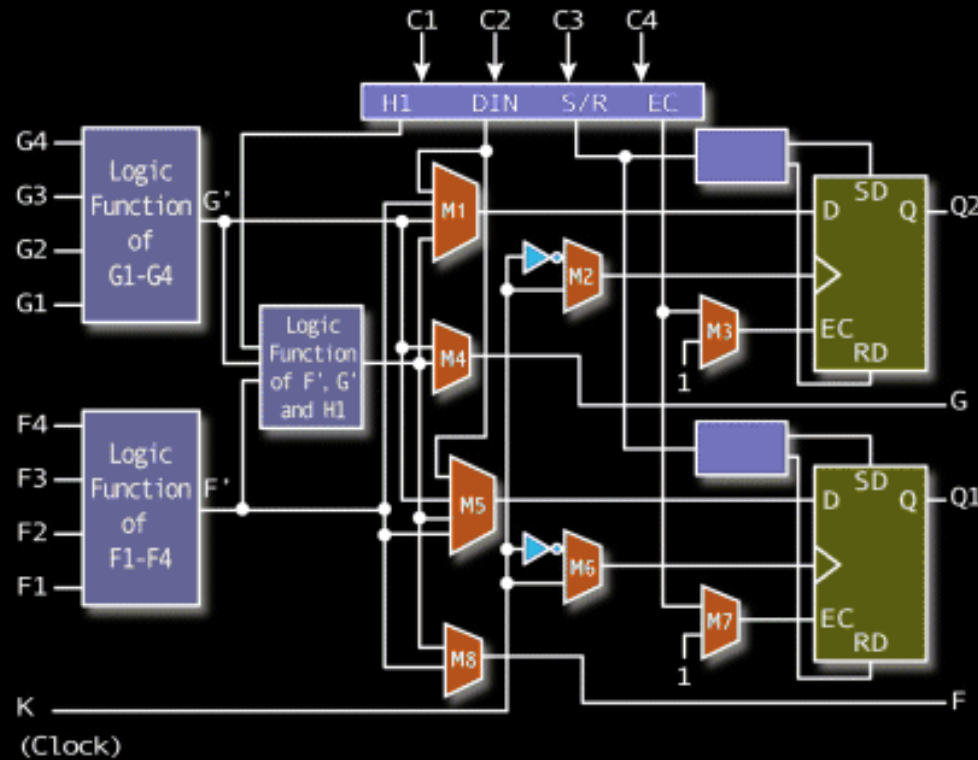 C1 C2 C3 C4
H1 DIN S/R EC
G4
G3
G2
G1
Logic
Function
of
G1-G4
G'
M1
SD
D Q
EC
RD
Q2
M2
M3
1
Logic
Function
of F', G'
and H1
M4
G
F4
F3
F2
F1
Logic
Function
of
F1-F4
F'
M5
SD
D Q
EC
RD
Q1
M6
M7
1
M8
F
K
(Clock)